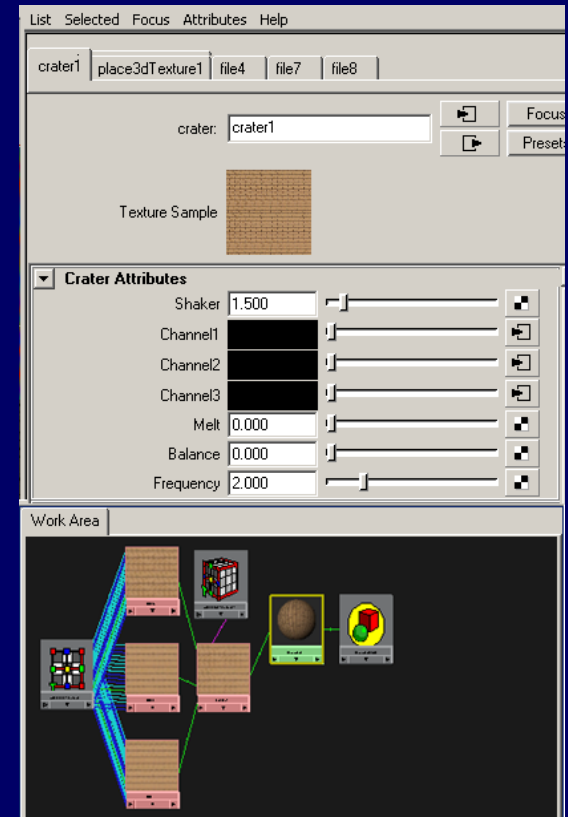 List Selected Focus Attributes Help
crater1 place3dTexture1 file4 file7 file8
crater: crater1
Focus
Presets
Texture Sample
Crater Attributes
Shaker 1.500
Channel1
Channel2
Channel3
Melt 0.000
Balance 0.000
Frequency 2.000
Work Area